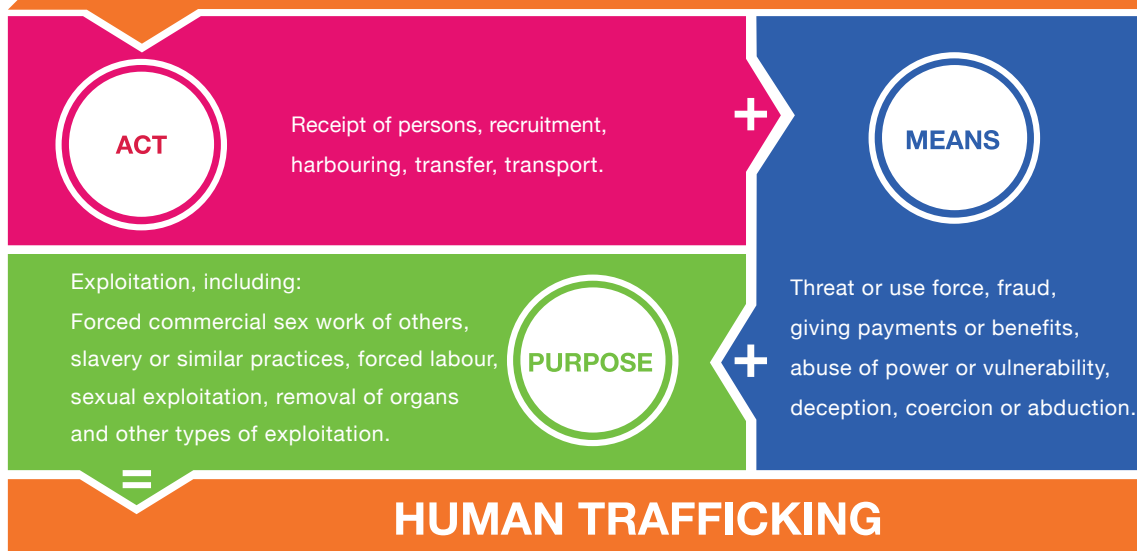 ACT
Receipt of persons, recruitment,
harbouring, transfer, transport.
+
MEANS
Threat or use force, fraud,
giving payments or benefits,
abuse of power or vulnerability,
deception, coercion or abduction.
+
PURPOSE
Exploitation, including:
Forced commercial sex work of others,
slavery or similar practices, forced labour,
sexual exploitation, removal of organs
and other types of exploitation.
=
HUMAN TRAFFICKING